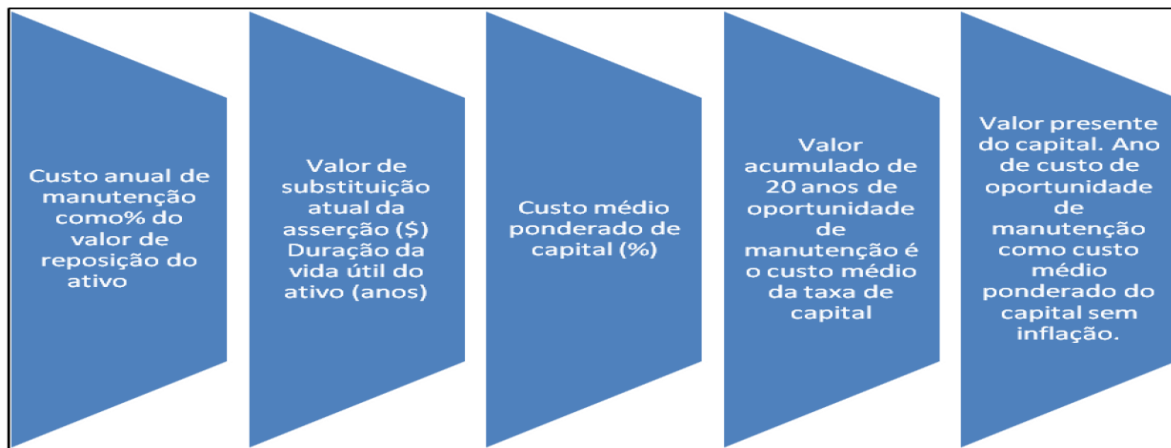 Custo anual de
manutenção
como% do
valor de
reposição do
ativo
Valor de
substituição
atual da
asserção ($)
Duração da
vida útil do
ativo (anos)
Custo médio
ponderado de
capital (%)
Valor
acumulado de
20 anos de
oportunidade
de
manutenção é
o custo médio
da taxa de
capital
Valor presente
do capital. Ano
de custo de
oportunidade
de
manutenção
como custo
médio
ponderado do
capital sem
inflação.